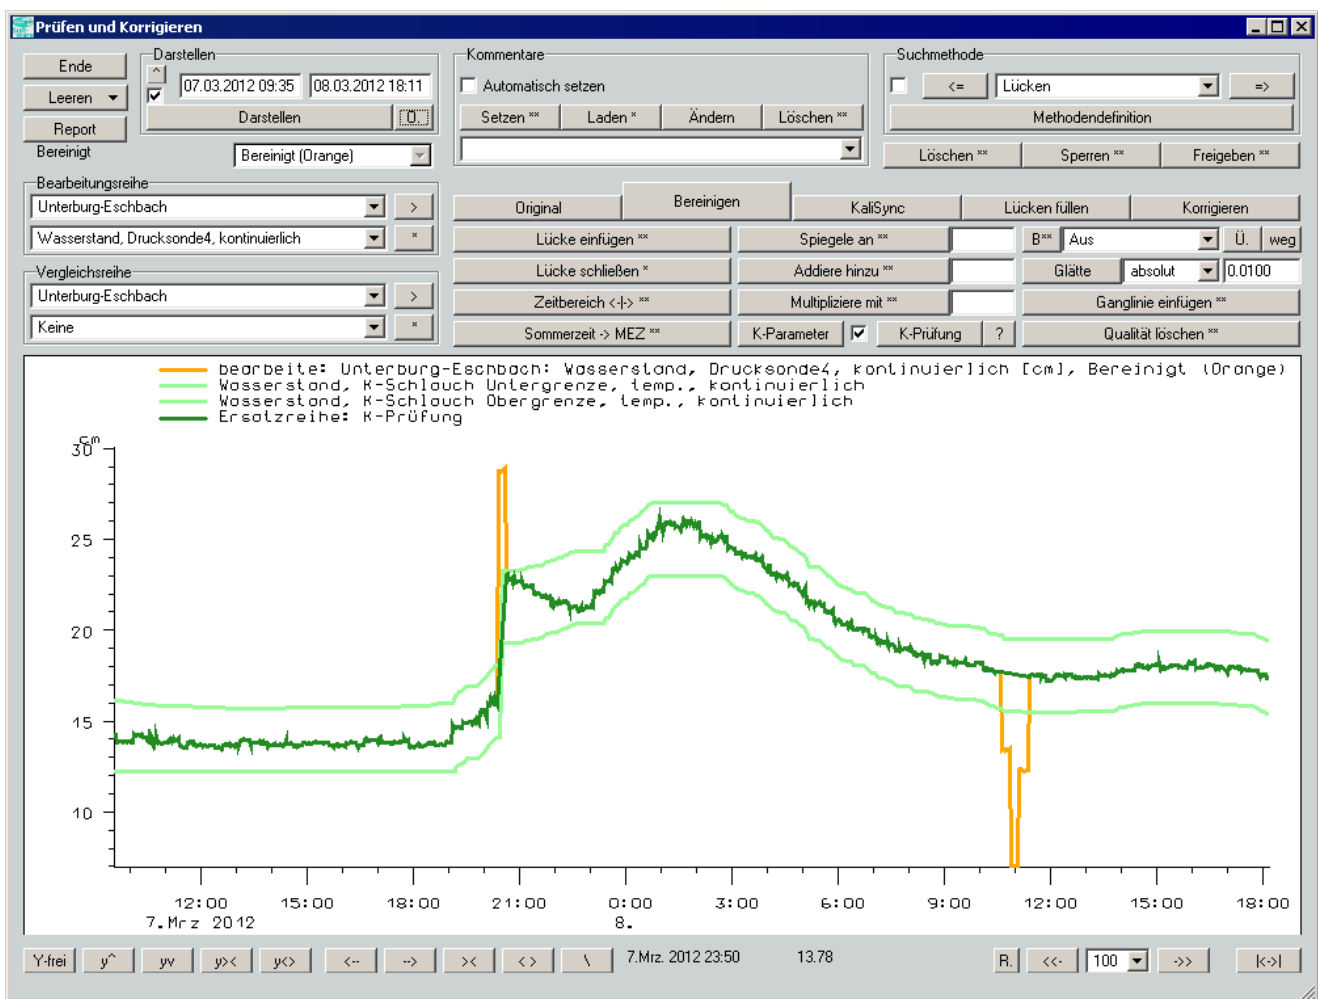 Prüfen und Korrigieren
Ende
Leeren
Report
Darstellen
^
07.03.2012 09:35
08.03.2012 18:11
Darstellen
Ü.
Bereinigt
Bereinigt (Orange)
Kommentare
Automatisch setzen
Setzen **
Laden *
Ändern
Löschen **
Suchmethode
<=
Lücken
=>
Methodendefinition
Löschen **
Sperren **
Freigeben **
Bearbeitungsreihe
Unterburg-Eschbach
>
Wasserstand, Drucksonde4, kontinuierlich
*
Vergleichsreihe
Unterburg-Eschbach
>
Keine
*
Original
Bereinigen
KaliSync
Lücken füllen
Korrigieren
Lücke einfügen **
Spiegele an **
B**
Aus
Ü.
weg
Lücke schließen *
Addiere hinzu **
Glätte
absolut
0.0100
Zeitbereich <-|-> **
Multipliziere mit **
Ganglinie einfügen **
Sommerzeit -> MEZ **
K-Parameter
K-Prüfung
?
Qualität löschen **
bearbeite: Unterburg-Eschbach: Wasserstand, Drucksonde4, kontinuierlich [cm], Bereinigt (Orange)
Wasserstand, K-Schlauch Untergrenze, temp., kontinuierlich
Wasserstand, K-Schlauch Obergrenze, temp., kontinuierlich
Ersatzreihe: K-Prüfung
cm
30
25
20
15
10
12:00 15:00 18:00 21:00 0:00 3:00 6:00 9:00 12:00 15:00 18:00
7.Mrz 2012 8.
Y-frei
y^
yv
y><
y<>
<--
-->
><
<>
\
7.Mrz. 2012 23:50
13.78
R.
<<-
100
->>
|<->|